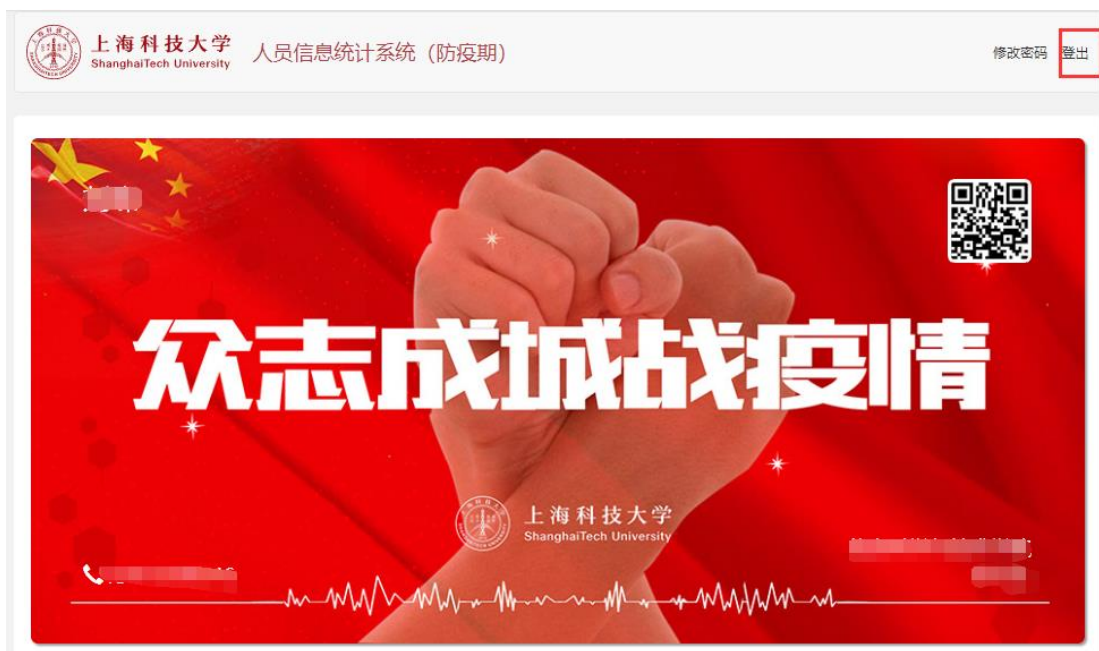 上海科技大学
ShanghaiTech University
人员信息统计系统（防疫期）
修改密码 登出
众志成城战疫情
上海科技大学
ShanghaiTech University